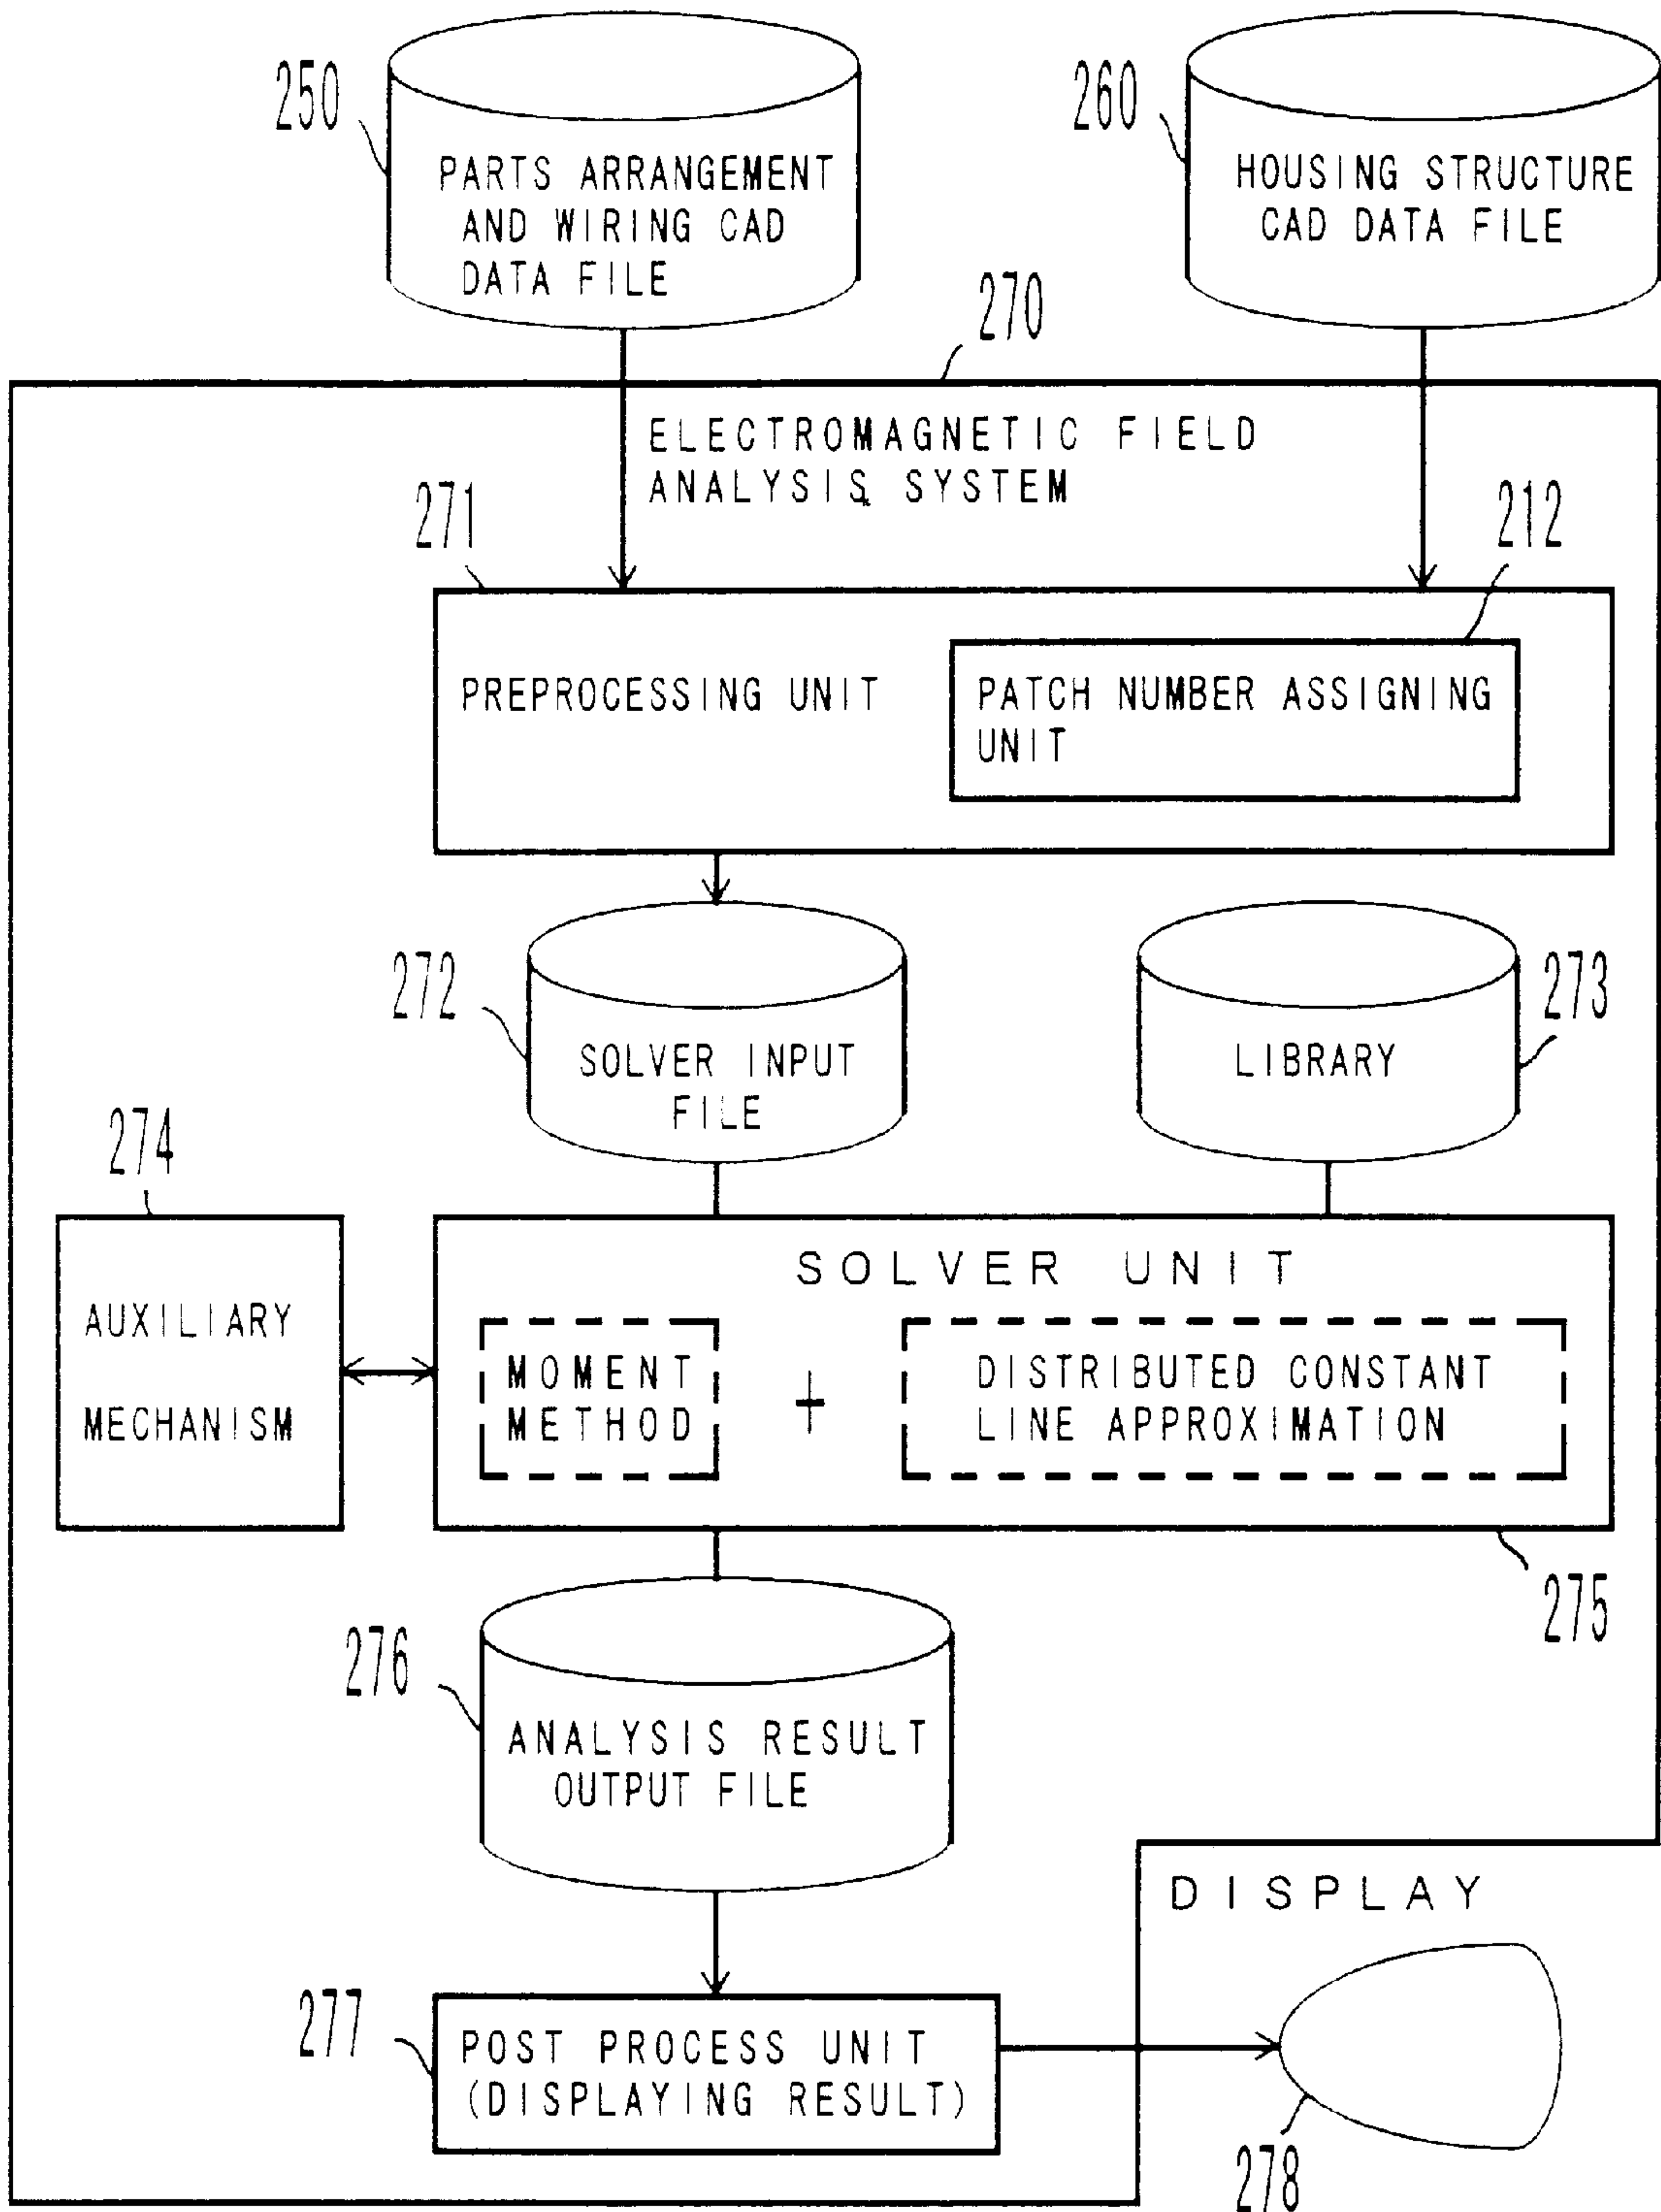 250
PARTS ARRANGEMENT
AND WIRING CAD
DATA FILE
260
HOUSING STRUCTURE
CAD DATA FILE
270
ELECTROMAGNETIC FIELD
ANALYSIS SYSTEM
271
212
PREPROCESSING UNIT
PATCH NUMBER ASSIGNING
UNIT
272
SOLVER INPUT
FILE
273
LIBRARY
274
AUXILIARY
MECHANISM
SOLVER UNIT
MOMENT
METHOD
+
DISTRIBUTED CONSTANT
LINE APPROXIMATION
275
276
ANALYSIS RESULT
OUTPUT FILE
DISPLAY
277
POST PROCESS UNIT
(DISPLAYING RESULT)
278